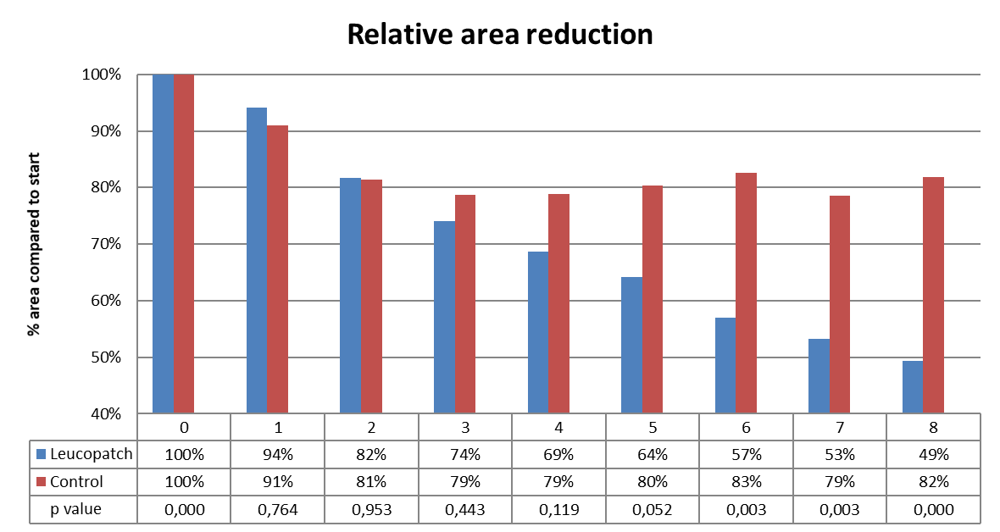 Relative area reduction
% area compared to start
100%
90%
80%
70%
60%
50%
40%
0 1 2 3 4 5 6 7 8
Leucopatch 100% 94% 82% 74% 69% 64% 57% 53% 49%
Control 100% 91% 81% 79% 79% 80% 83% 79% 82%
p value 0,000 0,764 0,953 0,443 0,119 0,052 0,003 0,003 0,000